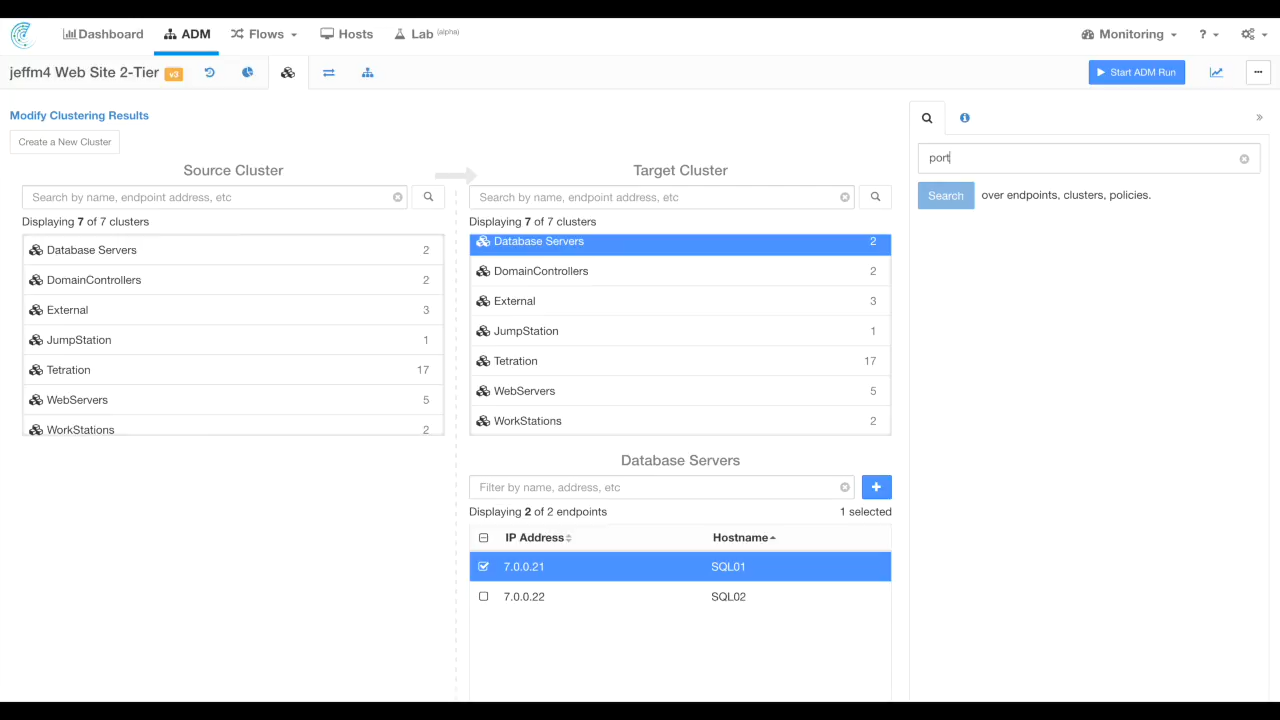 Dashboard ADM Flows Hosts Lab (alpha) Monitoring ?
jeffm4 Web Site 2-Tier v3 Start ADM Run
Modify Clustering Results
Create a New Cluster
Source Cluster
Search by name, endpoint address, etc
Displaying 7 of 7 clusters
Database Servers 2
DomainControllers 2
External 3
JumpStation 1
Tetration 17
WebServers 5
WorkStations 2
Target Cluster
Search by name, endpoint address, etc
Displaying 7 of 7 clusters
Database Servers 2
DomainControllers 2
External 3
JumpStation 1
Tetration 17
WebServers 5
WorkStations 2
Database Servers
Filter by name, address, etc
Displaying 2 of 2 endpoints 1 selected
IP Address Hostname
7.0.0.21 SQL01
7.0.0.22 SQL02
port
Search over endpoints, clusters, policies.